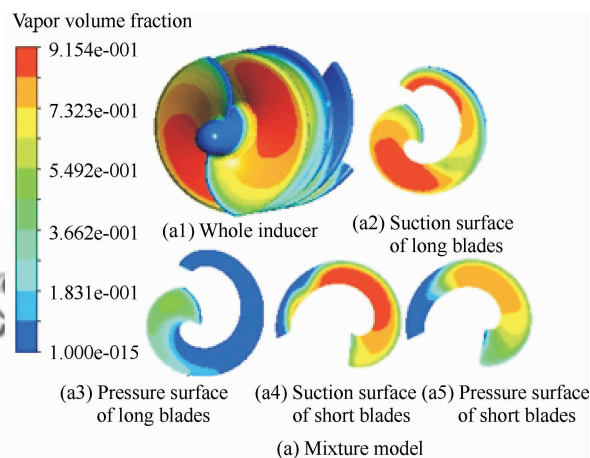 Vapor volume fraction
9.154e-001
7.323e-001
5.492e-001
3.662e-001
1.831e-001
1.000e-015
(a1) Whole inducer
(a2) Suction surface
of long blades
(a3) Pressure surface
of long blades
(a4) Suction surface
of short blades
(a5) Pressure surface
of short blades
(a) Mixture model